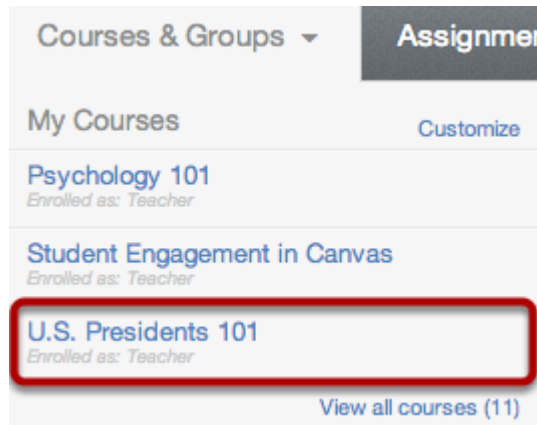 Courses & Groups
My Courses
Customize
Psychology 101
Enrolled as: Teacher
Student Engagement in Canvas
Enrolled as: Teacher
U.S. Presidents 101
Enrolled as: Teacher
View all courses (11)